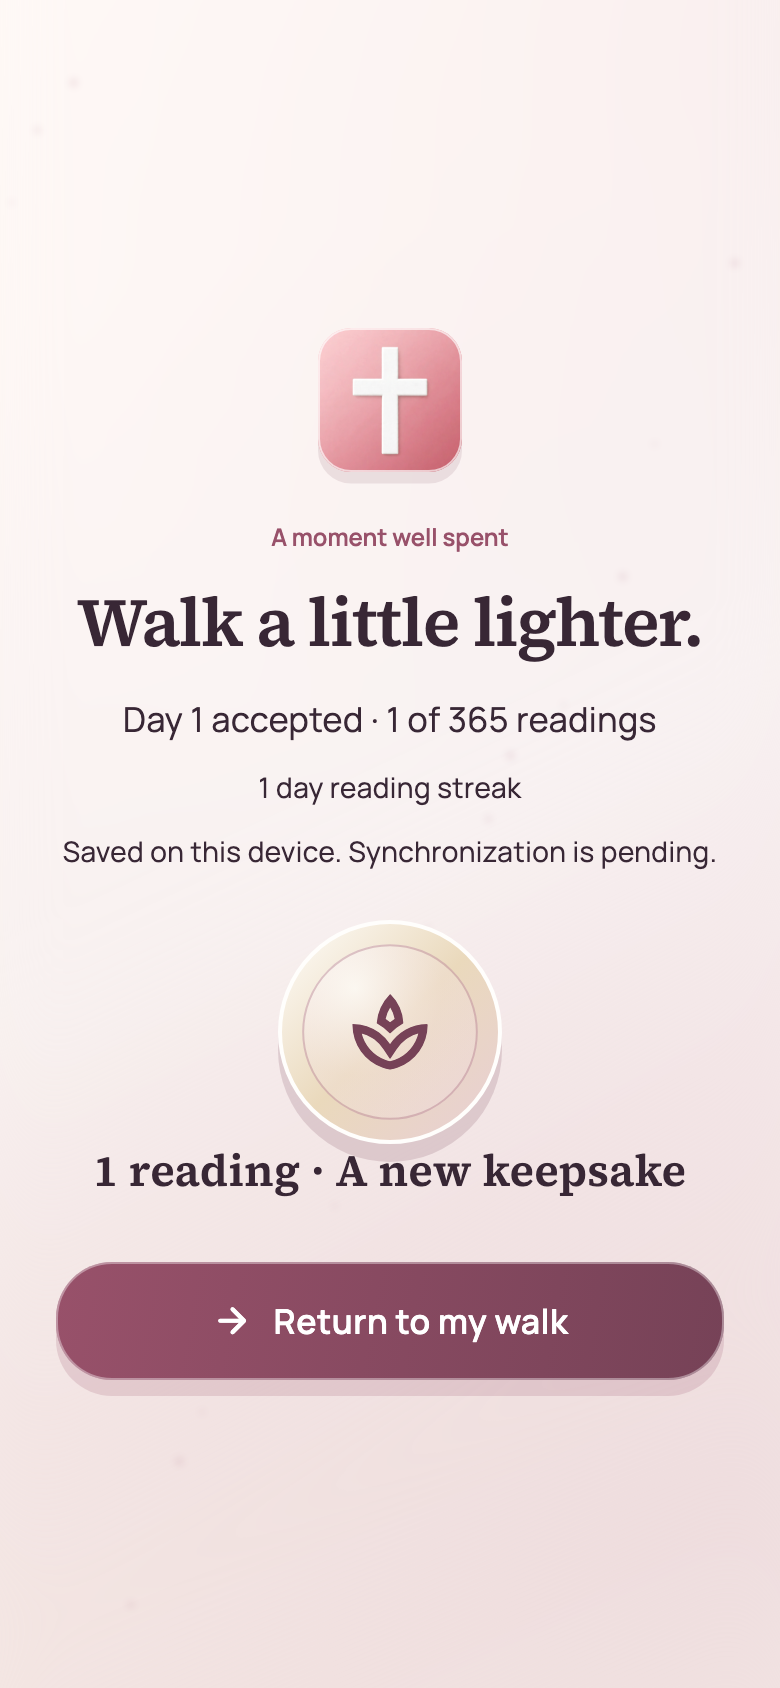 A moment well spent
Walk a little lighter.
Day 1 accepted · 1 of 365 readings
1 day reading streak
Saved on this device. Synchronization is pending.
1 reading · A new keepsake
Return to my walk